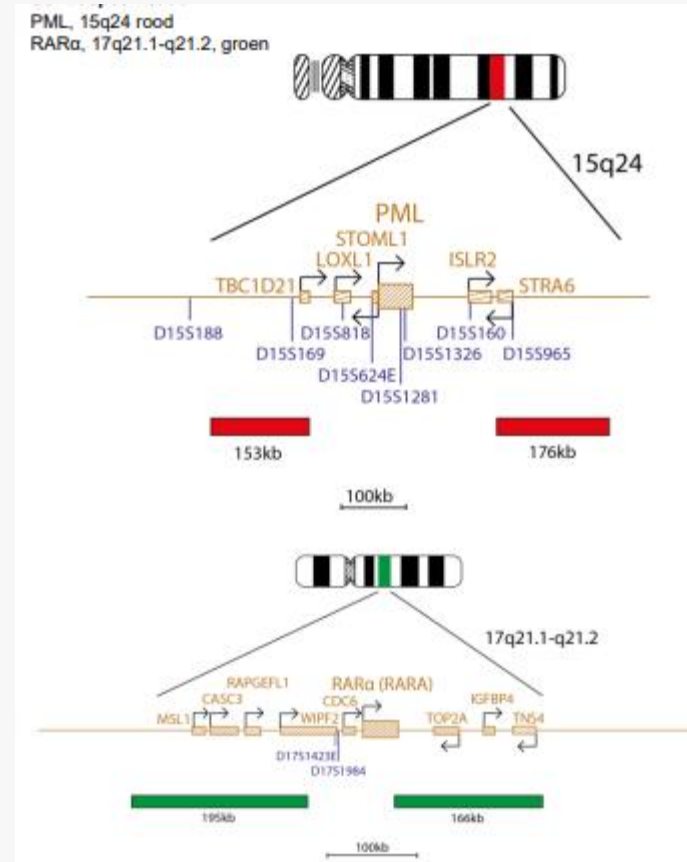 PML, 15q24 rood
RARα, 17q21.1-q21.2, groen
15q24
PML
STOML1
LOXL1
ISLR2
TBC1D21
STRA6
D15S188
D15S818
D15S160
D15S169
D15S1326
D15S965
D15S624E
D15S1281
153kb
176kb
100kb
17q21.1-q21.2
RAPGEFL1
RARα (RARA)
CASC3
CDC6
IGFBP4
MSL1
WIPF2
TOP2A
TNS4
D17S1423E
D17S1984
195kb
166kb
100kb